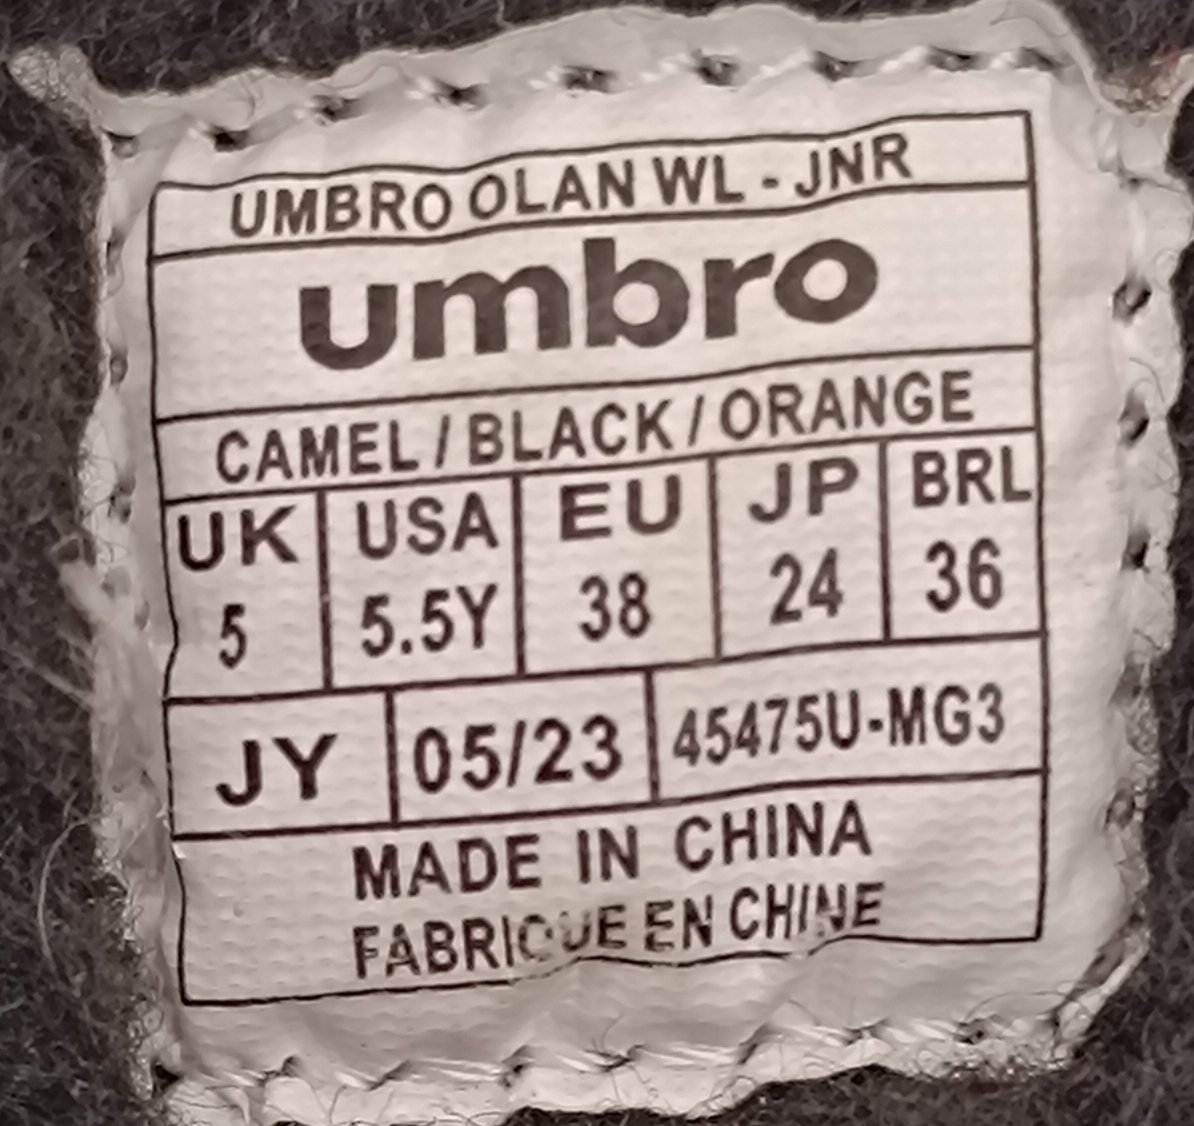 UMBRO OLAN WL - JNR
umbro
CAMEL / BLACK / ORANGE
UK USA EU JP BRL
5 5.5Y 38 24 36
JY 05/23 45475U-MG3
MADE IN CHINA
FABRIQUE EN CHINE